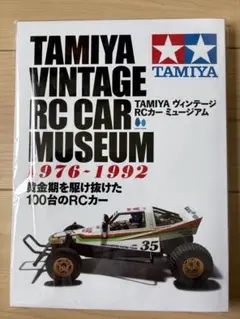 TAMIYA
VINTAGE
RC CAR
MUSEUM
1976~1992
黄金期を駆け抜けた
100台のRCカー
TAMIYA
TAMIYA ヴィンテージ
RCカー ミュージアム
35